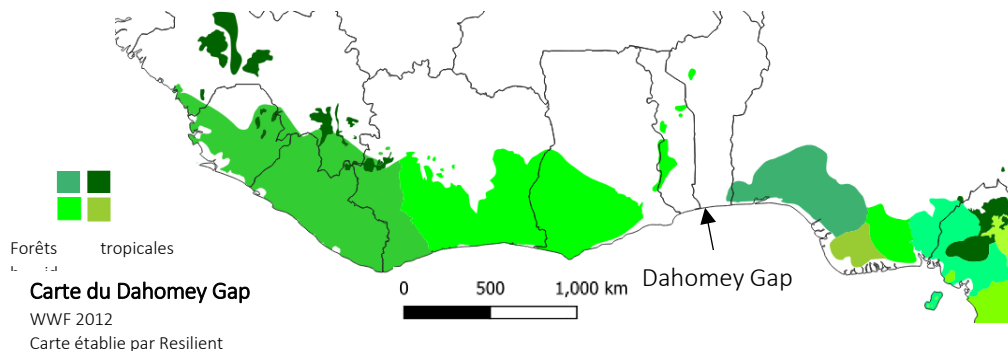 Forêts tropicales
Carte du Dahomey Gap
WWF 2012
Carte établie par Resilient
0 500 1,000 km
Dahomey Gap